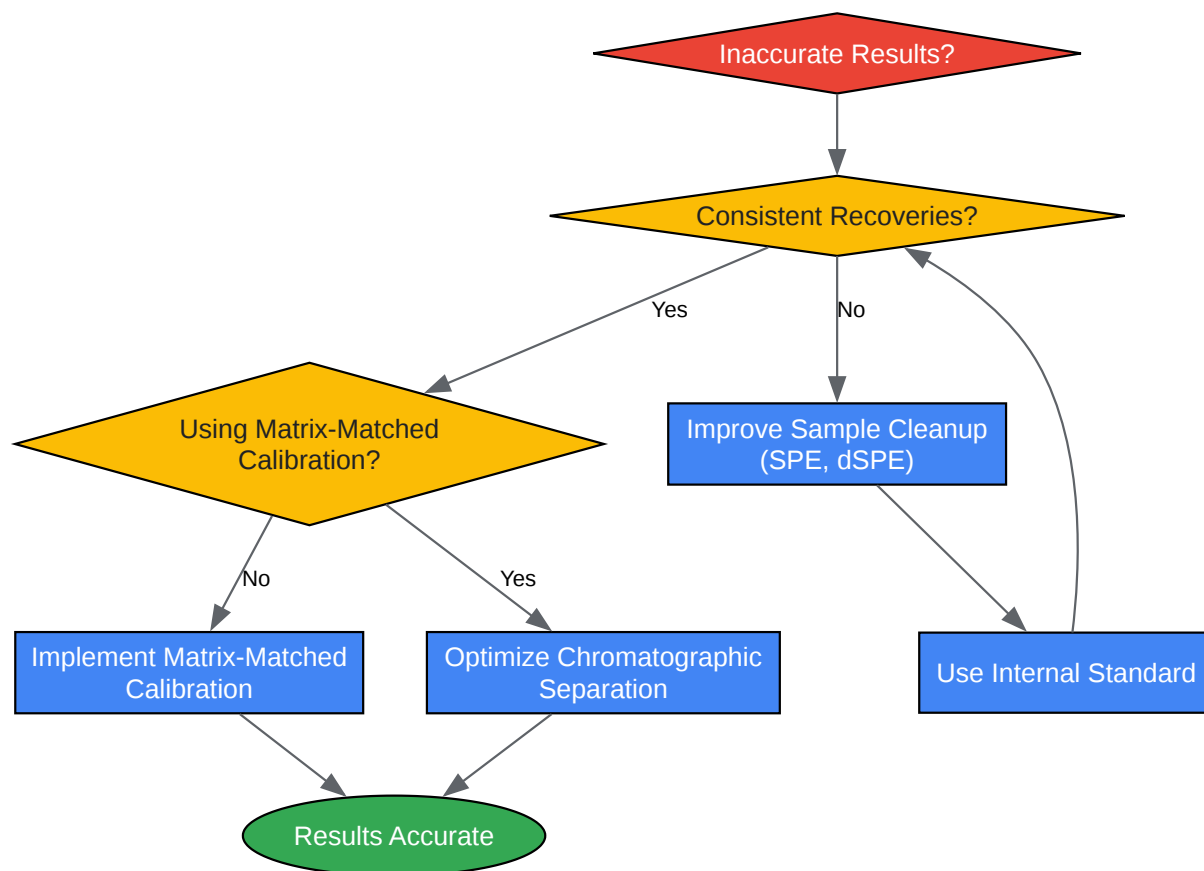 Inaccurate Results?
Consistent Recoveries?
Yes
No
Using Matrix-Matched
Calibration?
Improve Sample Cleanup
(SPE, dSPE)
No
Yes
Implement Matrix-Matched
Calibration
Optimize Chromatographic
Separation
Use Internal Standard
Results Accurate